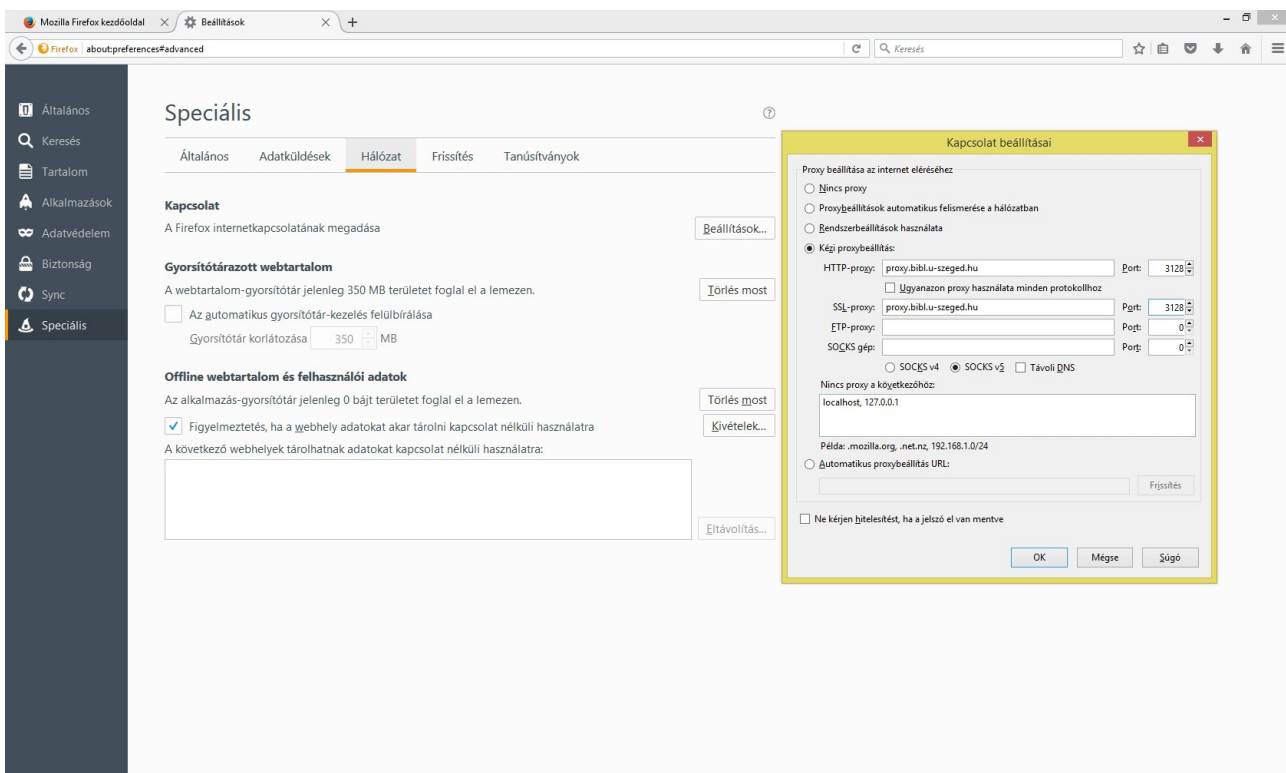 Mozilla Firefox kezdőoldal
Beállítások
Firefox about:preferences#advanced
Keresés
Általános
Keresés
Tartalom
Alkalmazások
Adatvédelem
Biztonság
Sync
Speciális
Speciális
Általános Adatküldések Hálózat Frissítés Tanúsítványok
Kapcsolat
A Firefox internetkapcsolatának megadása Beállítások...
Gyorsítótárazott webtartalom
A webtartalom-gyorsítótár jelenleg 350 MB területet foglal el a lemezen. Törlés most
Az automatikus gyorsítótár-kezelés felülbírálása
Gyorsítótár korlátozása 350 MB
Offline webtartalom és felhasználói adatok
Az alkalmazás-gyorsítótár jelenleg 0 bájt területet foglal el a lemezen. Törlés most
Figyelmeztetés, ha a webhely adatokat akar tárolni kapcsolat nélküli használatra Kivételek...
A következő webhelyek tárolhatnak adatokat kapcsolat nélküli használatra:
Eltávolítás...
Kapcsolat beállításai
Proxy beállítása az internet eléréséhez
Nincs proxy
Proxybeállítások automatikus felismerése a hálózatban
Rendszerbeállítások használata
Kézi proxybeállítás:
HTTP-proxy: proxy.bibl.u-szeged.hu Port: 3128
Ugyanazon proxy használata minden protokollhoz
SSL-proxy: proxy.bibl.u-szeged.hu Port: 3128
FTP-proxy: Port: 0
SOCKS gép: Port: 0
SOCKS v4 SOCKS v5 Távoli DNS
Nincs proxy a következőhöz:
localhost, 127.0.0.1
Példa: .mozilla.org, .net.nz, 192.168.1.0/24
Automatikus proxybeállítás URL:
Frissítés
Ne kérjen hitelesítést, ha a jelszó el van mentve
OK Mégse Súgó